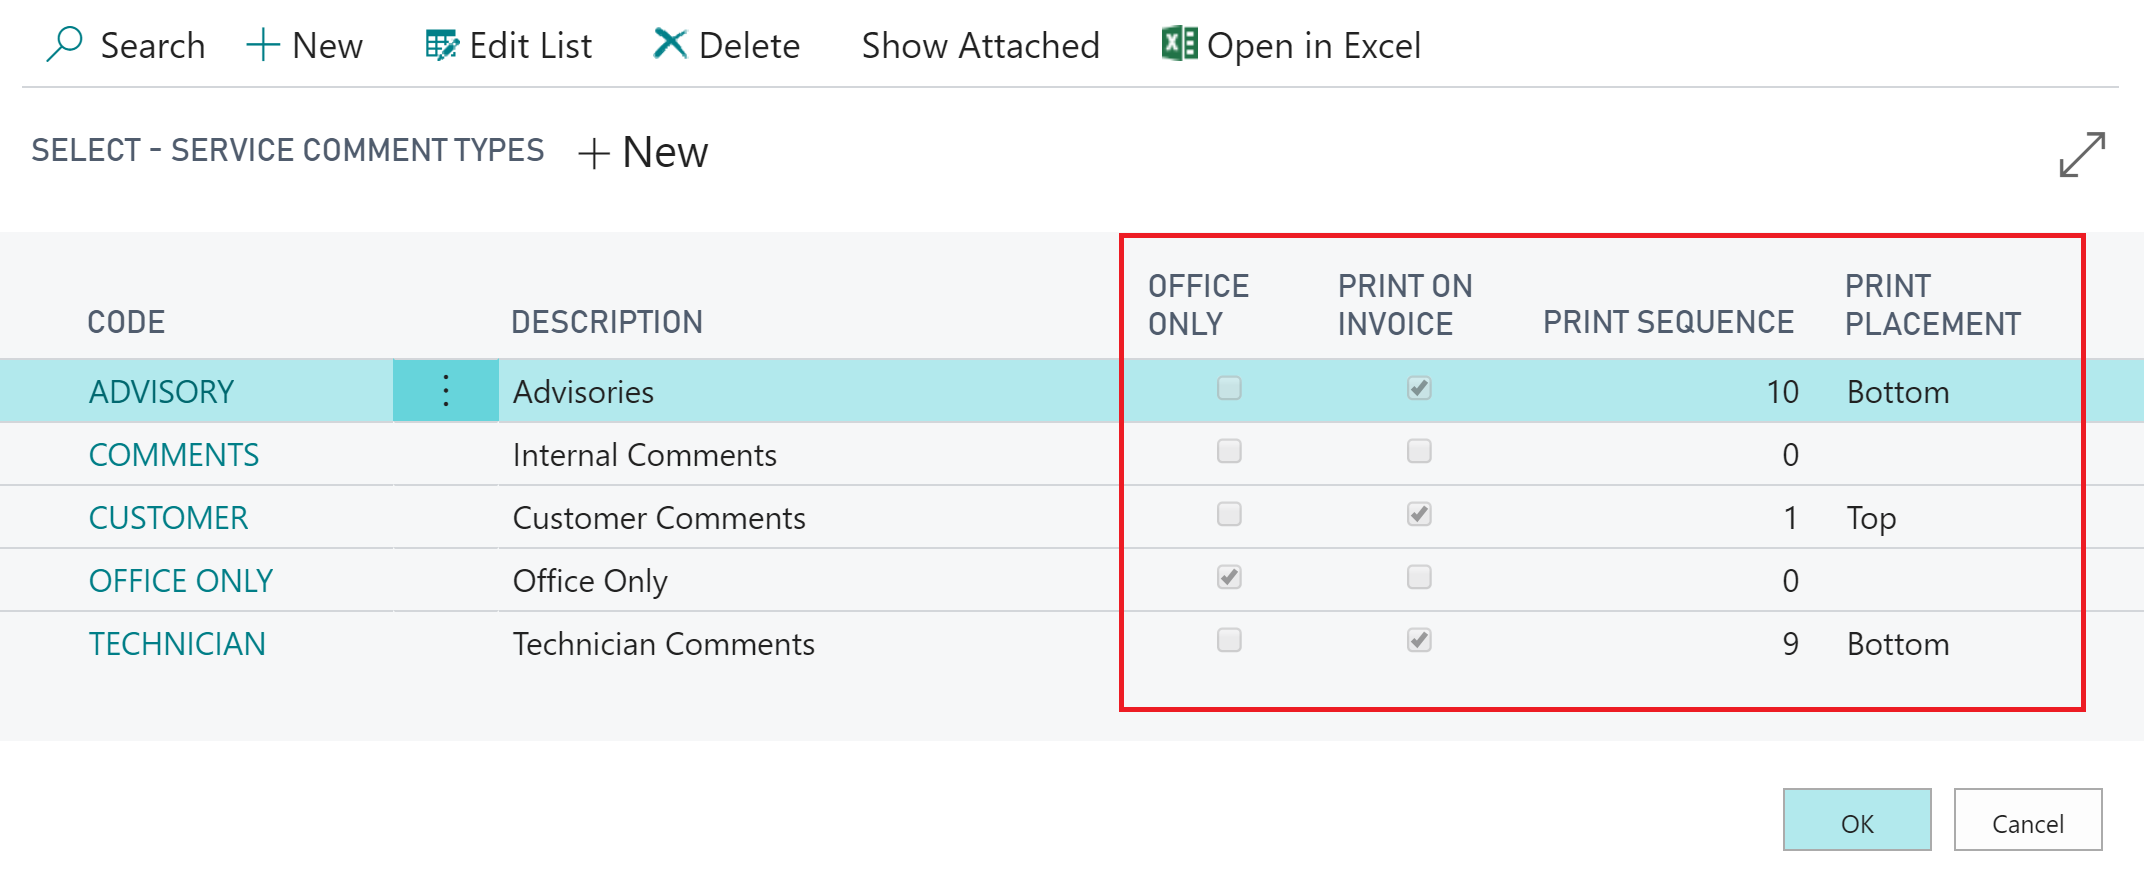 Search New Edit List Delete Show Attached Open in Excel
SELECT - SERVICE COMMENT TYPES + New
CODE DESCRIPTION OFFICE ONLY PRINT ON INVOICE PRINT SEQUENCE PRINT PLACEMENT
ADVISORY Advisories 10 Bottom
COMMENTS Internal Comments 0
CUSTOMER Customer Comments 1 Top
OFFICE ONLY Office Only 0
TECHNICIAN Technician Comments 9 Bottom
OK Cancel